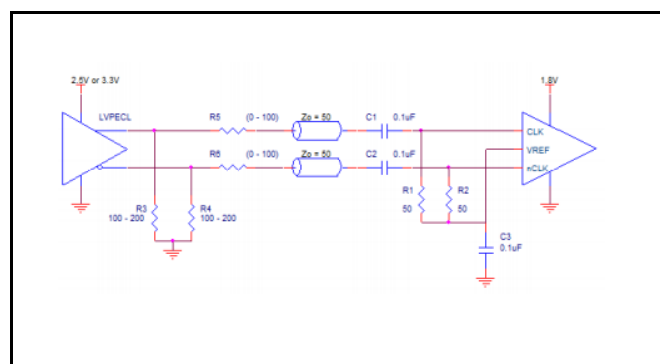 2.5V or 3.3V
1.8V
LVPECL
R5
(0 - 100)
Zo = 50
C1
0.1uF
CLK
VREF
R6
(0 - 100)
Zo = 50
C2
0.1uF
nCLK
R3
100 - 200
R4
100 - 200
R1
50
R2
50
C3
0.1uF